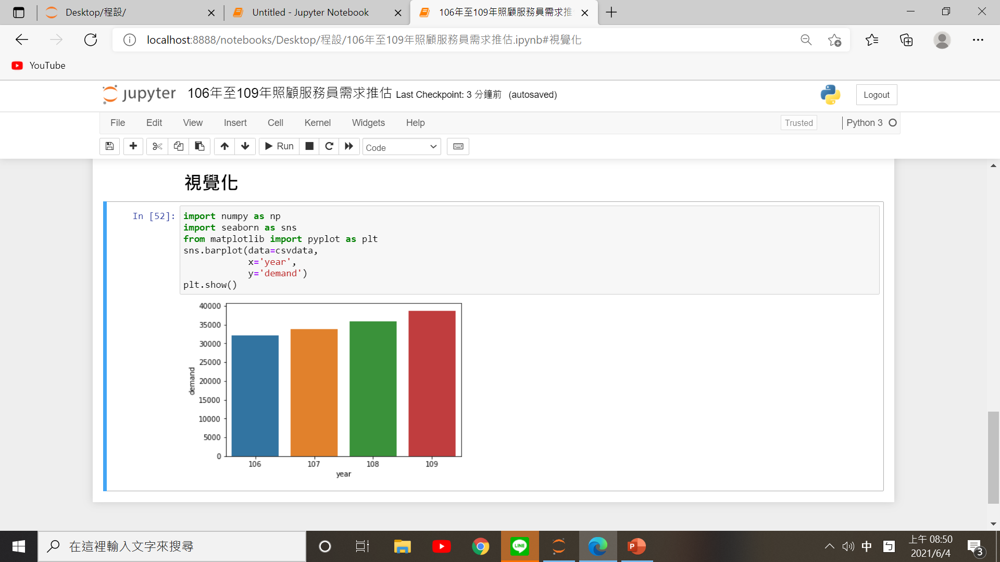 Desktop/程設/
Untitled - Jupyter Notebook
106年至109年照顧服務員需求推
localhost:8888/notebooks/Desktop/程設/106年至109年照顧服務員需求推估.ipynb#視覺化
YouTube
jupyter 106年至109年照顧服務員需求推估 Last Checkpoint: 3 分鐘前 (autosaved)
Logout
File Edit View Insert Cell Kernel Widgets Help
Trusted
Python 3
Run
Code
視覺化
In [52]:
import numpy as np
import seaborn as sns
from matplotlib import pyplot as plt
sns.barplot(data=csvdata,
x='year',
y='demand')
plt.show()
40000
35000
30000
25000
20000
15000
10000
5000
0
demand
106 107 108 109
year
在這裡輸入文字來搜尋
LINE
P
中
ㄅ
上午 08:50
2021/6/4
3